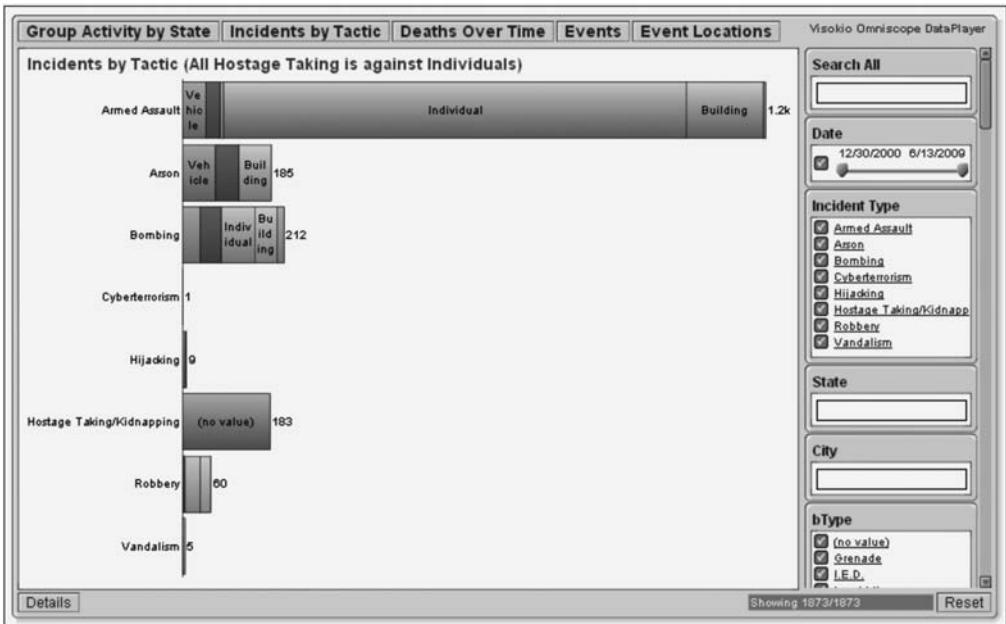 Group Activity by State Incidents by Tactic Deaths Over Time Events Event Locations
Visokio Omniscope DataPlayer
Incidents by Tactic (All Hostage Taking is against Individuals)
Armed Assault
Ve
hic
le
Individual
Building
1.2k
Arson
Veh
icle
Buil
ding
185
Bombing
Indiv
idual
Bu
ild
ing
212
Cyberterrorism 1
Hijacking 9
Hostage Taking/Kidnapping (no value) 183
Robbery 60
Vandalism 5
Search All
Date
12/30/2000 6/13/2009
Incident Type
Armed Assault
Arson
Bombing
Cyberterrorism
Hijacking
Hostage Taking/Kidnapp
Robbery
Vandalism
State
City
bType
(no value)
Grenade
I.E.D.
Details
Showing 1873/1873
Reset